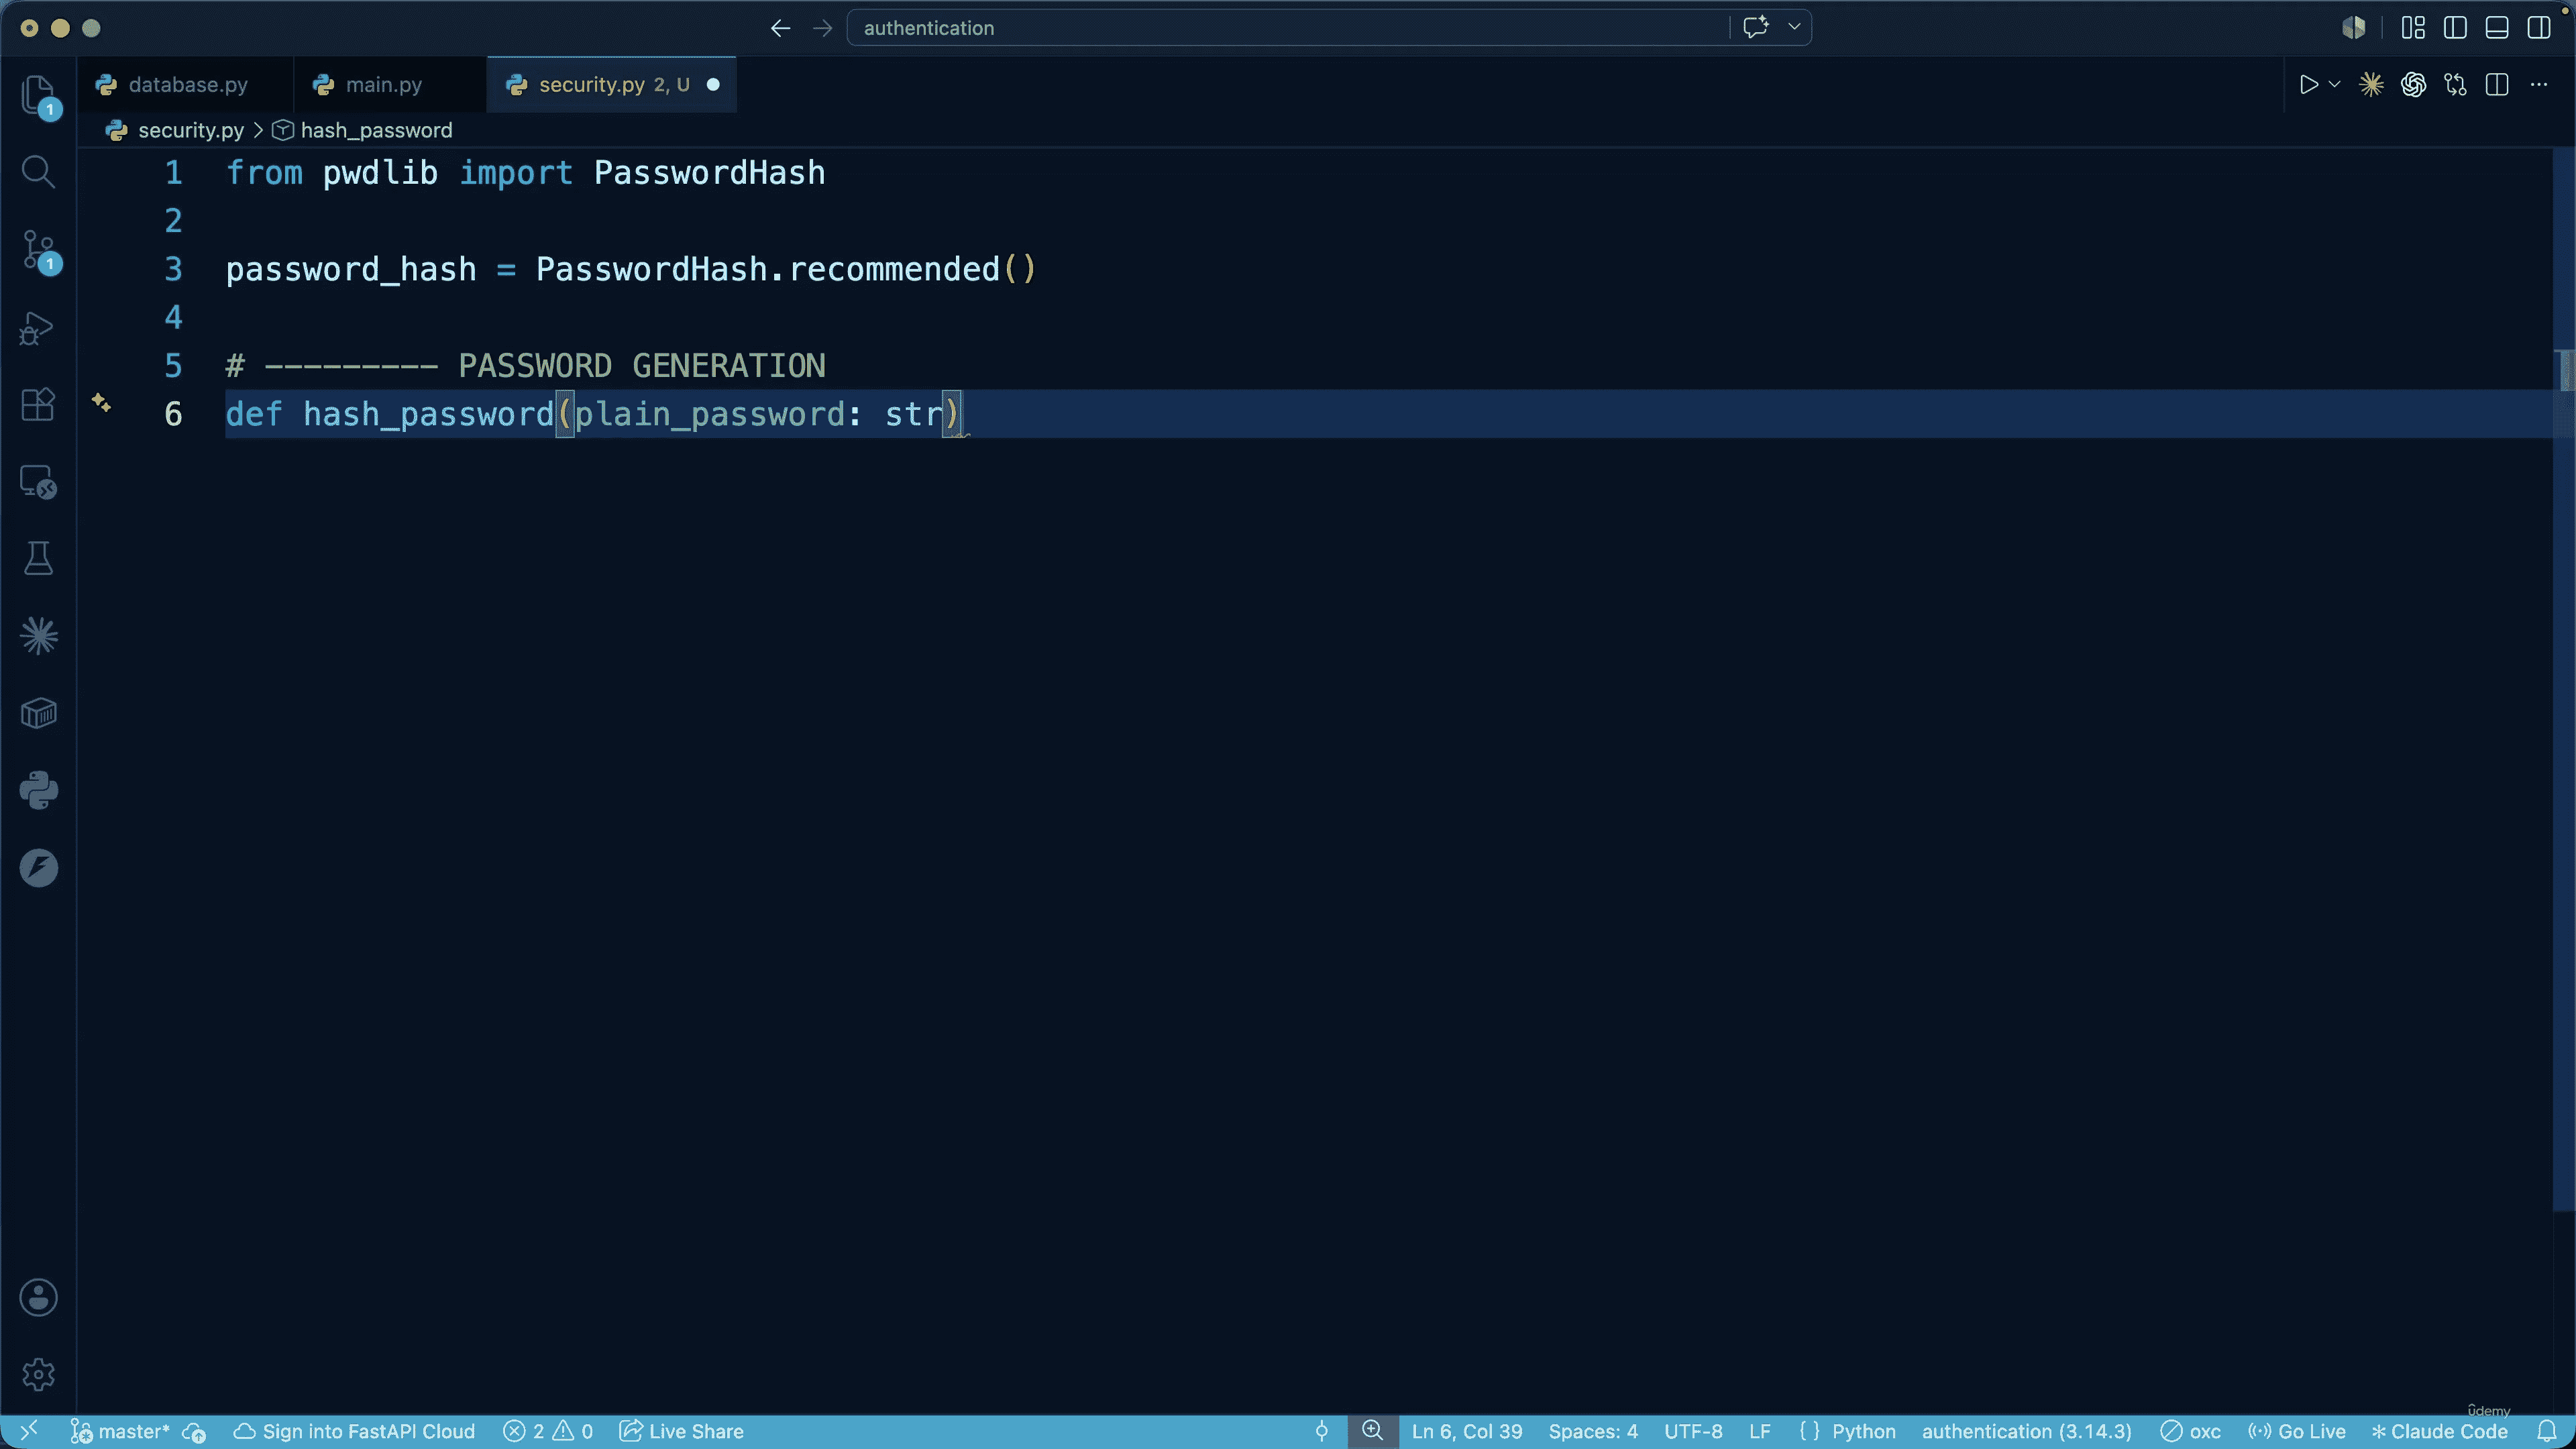 authentication
database.py
main.py
security.py 2, U
security.py > hash_password
1 from pwdlib import PasswordHash
2
3 password_hash = PasswordHash.recommended()
4
5 # --------- PASSWORD GENERATION
6 def hash_password(plain_password: str)
1
1
udemy
master*
Sign into FastAPI Cloud
2 0
Live Share
Ln 6, Col 39
Spaces: 4
UTF-8
LF
{ } Python
authentication (3.14.3)
oxc
Go Live
Claude Code